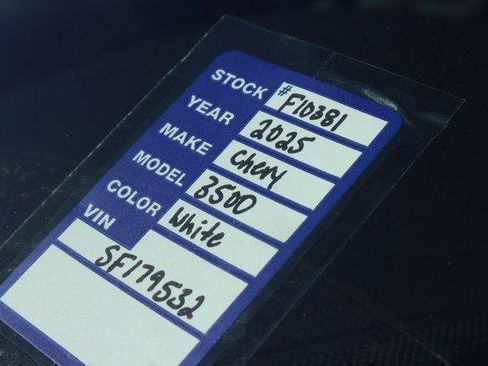 STOCK # F10381
YEAR 2025
MAKE Chevy
MODEL 3500
COLOR White
VIN
SF179532